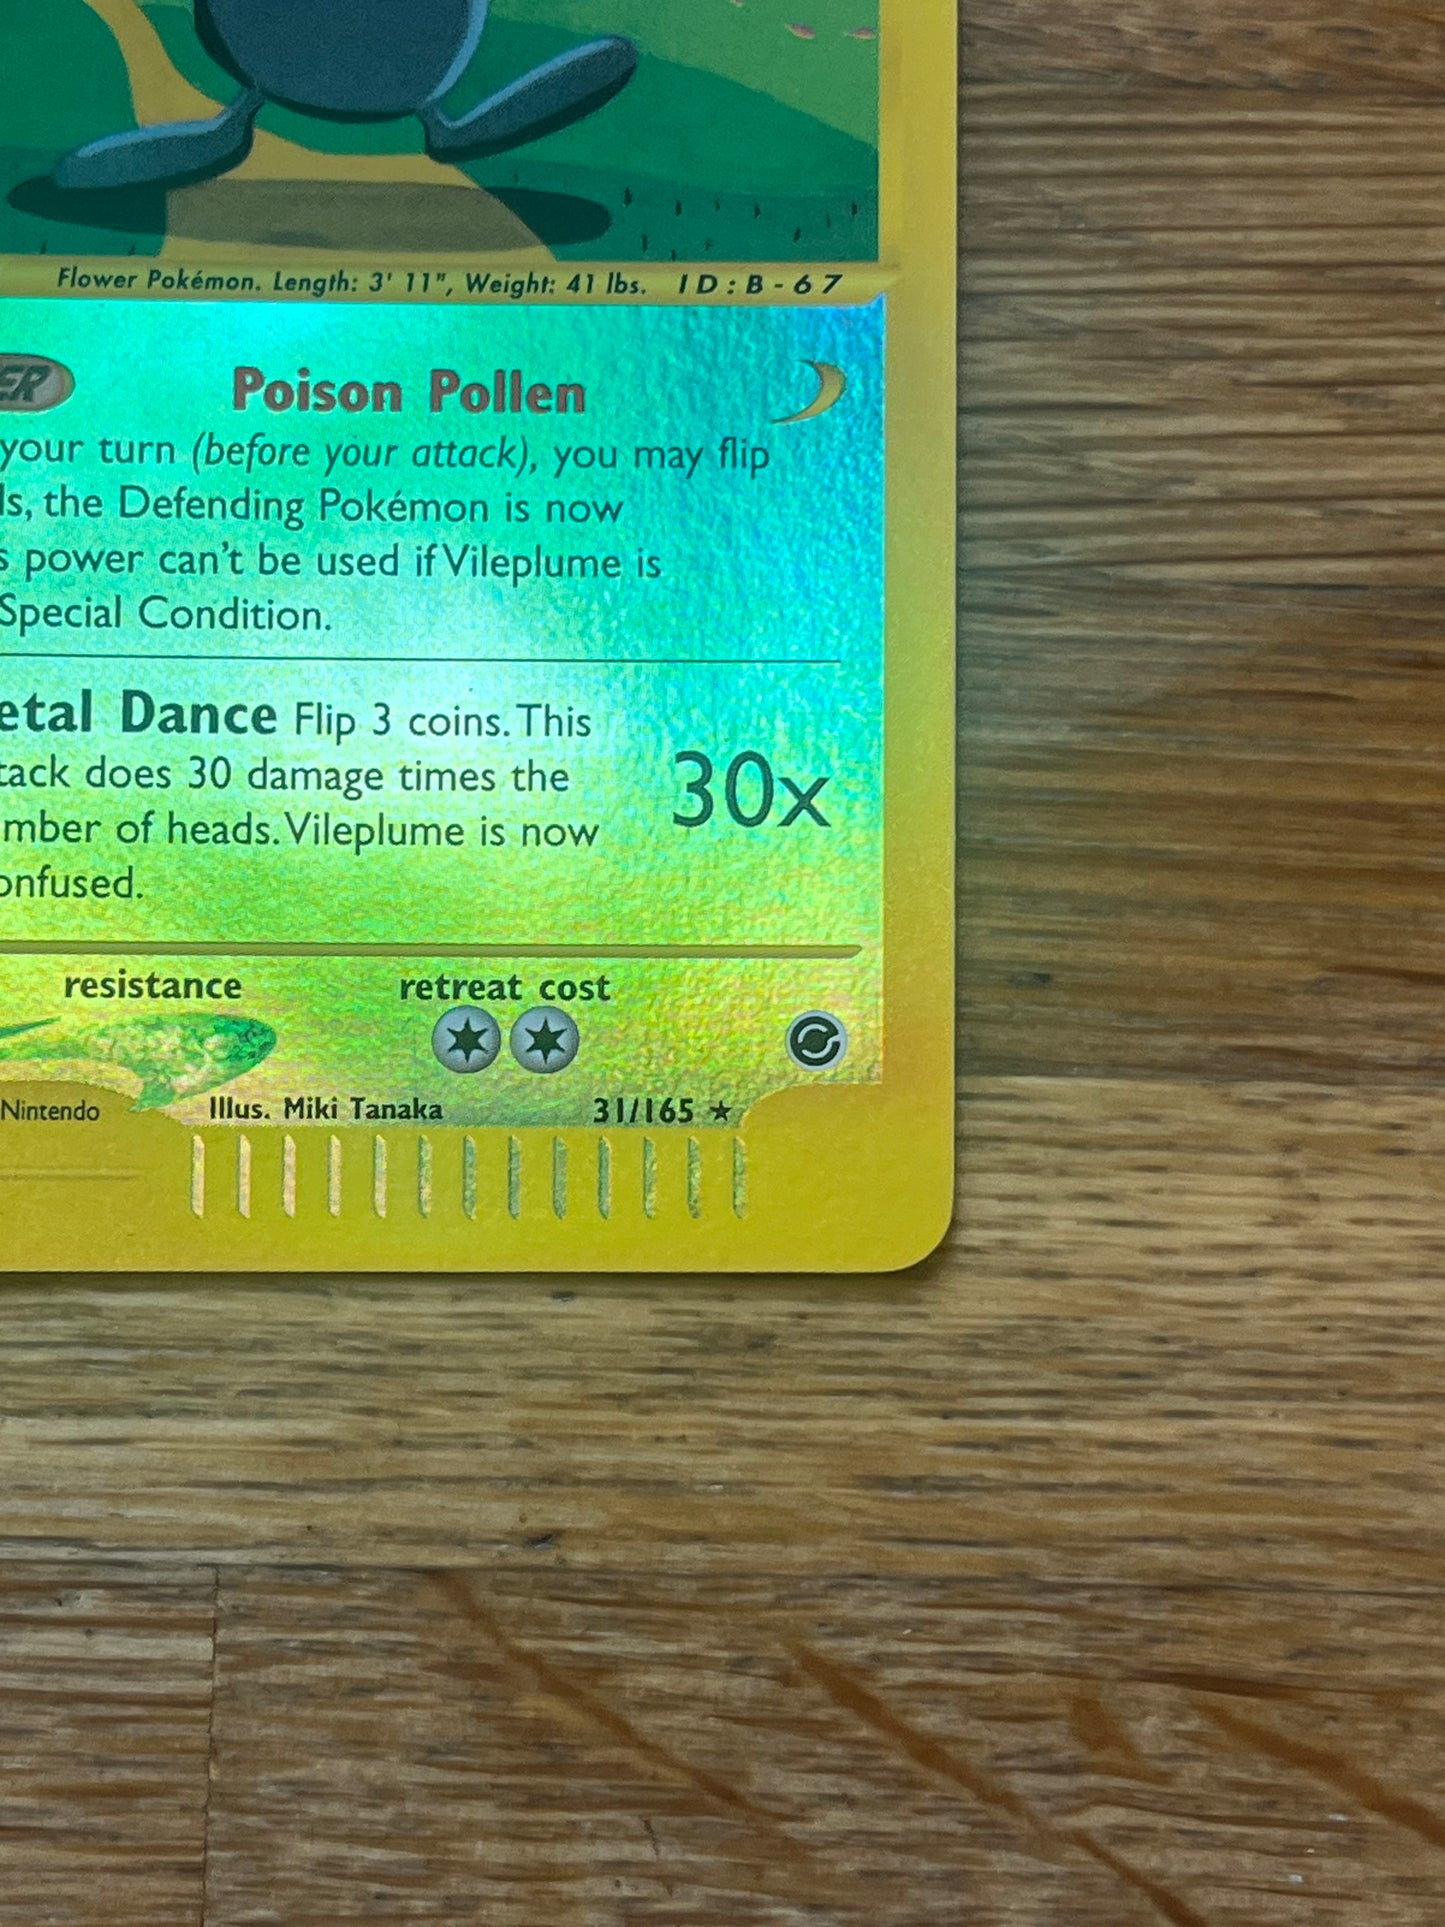 Flower Pokémon. Length: 3' 11", Weight: 41 lbs. ID:B-67
Poison Pollen
your turn (before your attack), you may flip
the Defending Pokémon is now
power can't be used if Vileplume is
Special Condition.
Dance Flip 3 coins. This 30x
does 30 damage times the
of heads. Vileplume is now
resistance retreat cost
Nintendo Illus. Miki Tanaka 31/165 ★